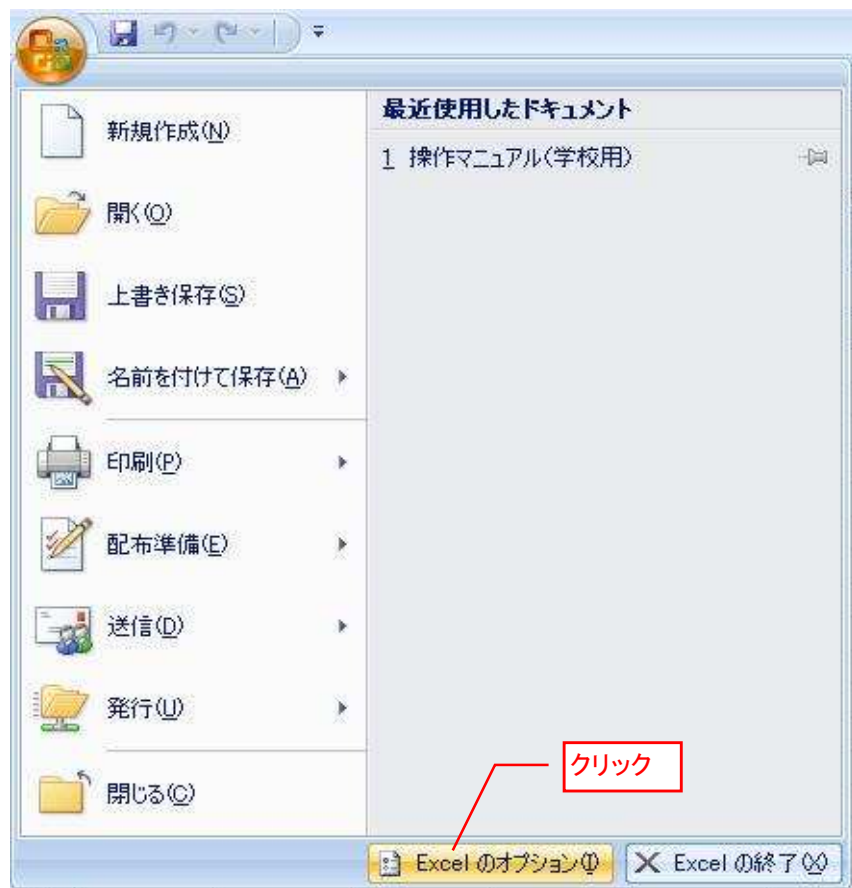 新規作成(N)
開く(O)
上書き保存(S)
名前を付けて保存(A)
印刷(P)
配布準備(E)
送信(D)
発行(U)
閉じる(C)
最近使用したドキュメント
1 操作マニュアル(学校用)
クリック
Excel のオプション(I)
Excel の終了(X)